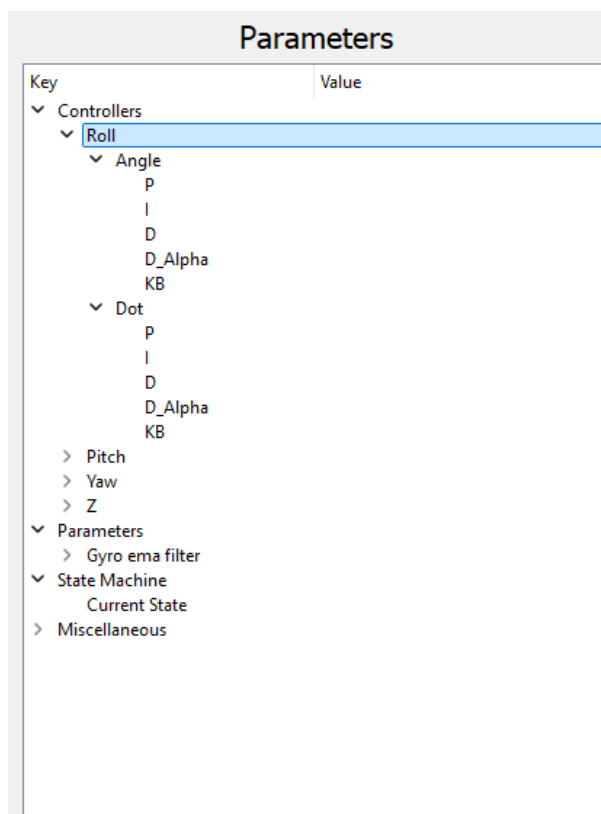 Parameters
Key Value
Controllers
Roll
Angle
P
I
D
D_Alpha
KB
Dot
P
I
D
D_Alpha
KB
Pitch
Yaw
Z
Parameters
Gyro ema filter
State Machine
Current State
Miscellaneous